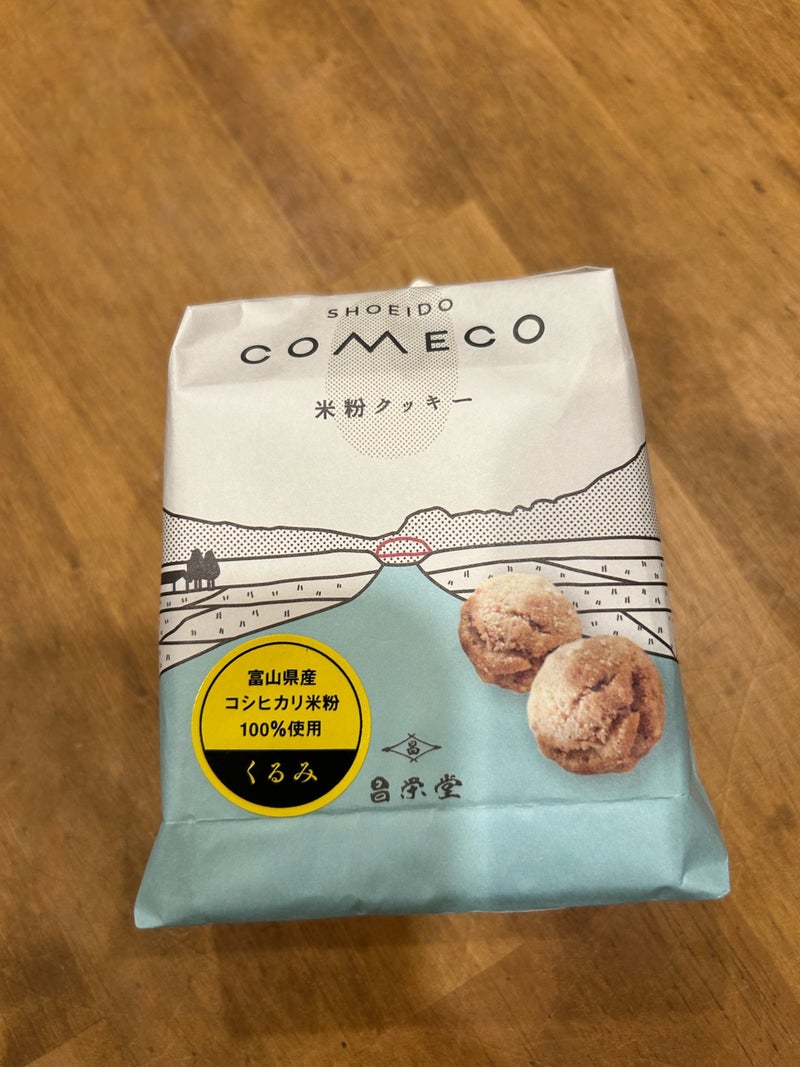 SHOEIDO
COMECO
米粉クッキー
富山県産
コシヒカリ米粉
100%使用
くるみ
昌
昌栄堂